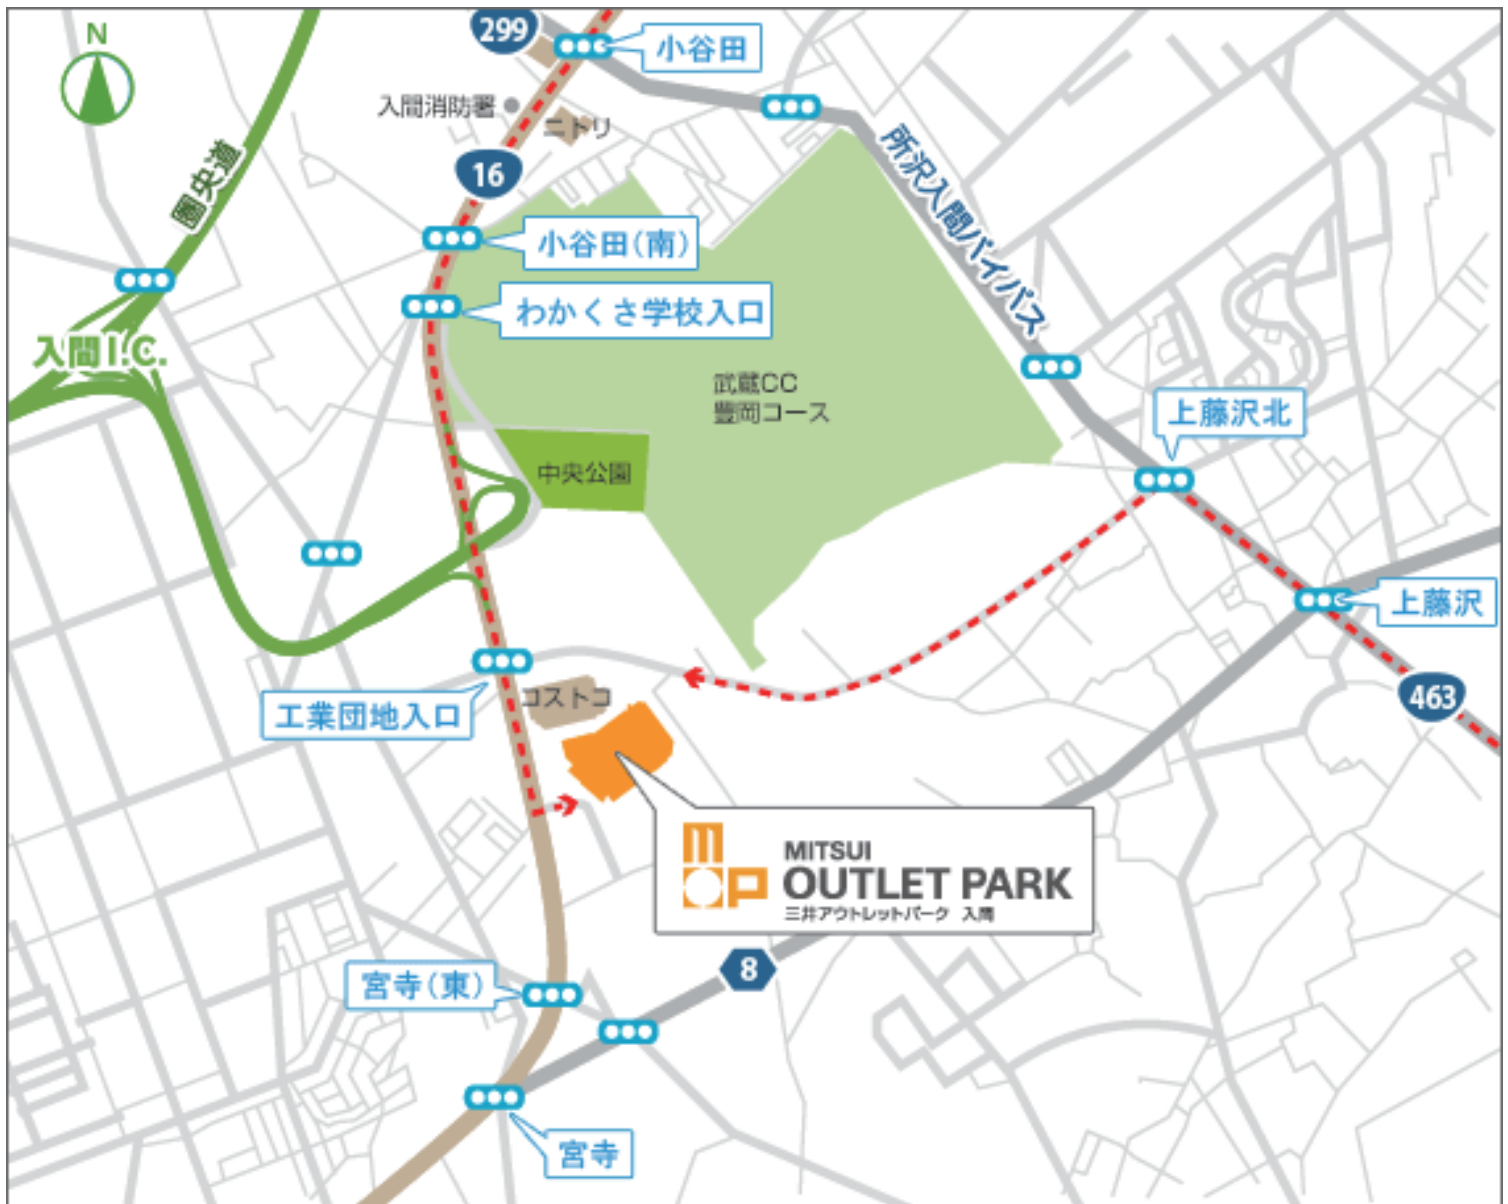 N
299
小谷田
入間消防署
ニトリ
16
所沢入間バイパス
圏央道
小谷田(南)
わかくさ学校入口
入間I.C.
武蔵CC
豊岡コース
上藤沢北
中央公園
上藤沢
463
工業団地入口
コストコ
mop
MITSUI
OUTLET PARK
三井アウトレットパーク 入間
8
宮寺(東)
宮寺